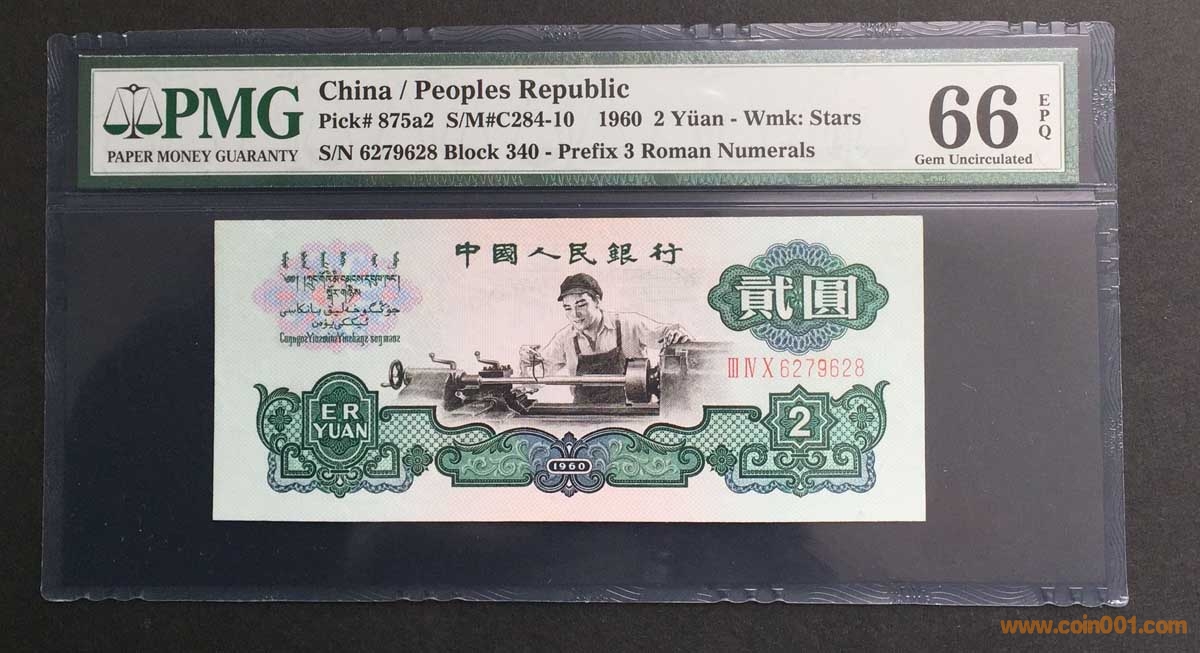 PMG
PAPER MONEY GUARANTY
China / Peoples Republic
Pick# 875a2 S/M#C284-10 1960 2 Yüan - Wmk: Stars
S/N 6279628 Block 340 - Prefix 3 Roman Numerals
66
EPQ
Gem Uncirculated
中國人民銀行
貳圓
III IV X 6279628
ER
YUAN
2
1960
www.coin001.com